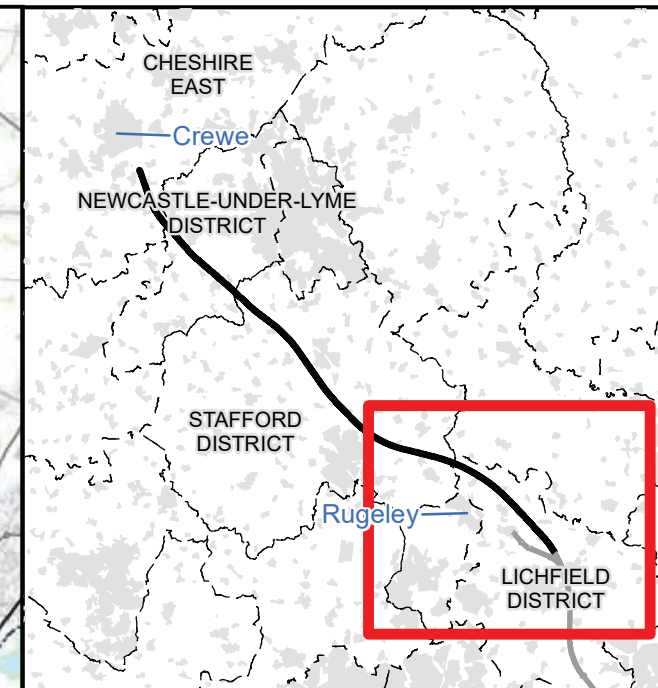 CHESHIRE
EAST
Crewe
NEWCASTLE-UNDER-LYME
DISTRICT
STAFFORD
DISTRICT
Rugeley
LICHFIELD
DISTRICT